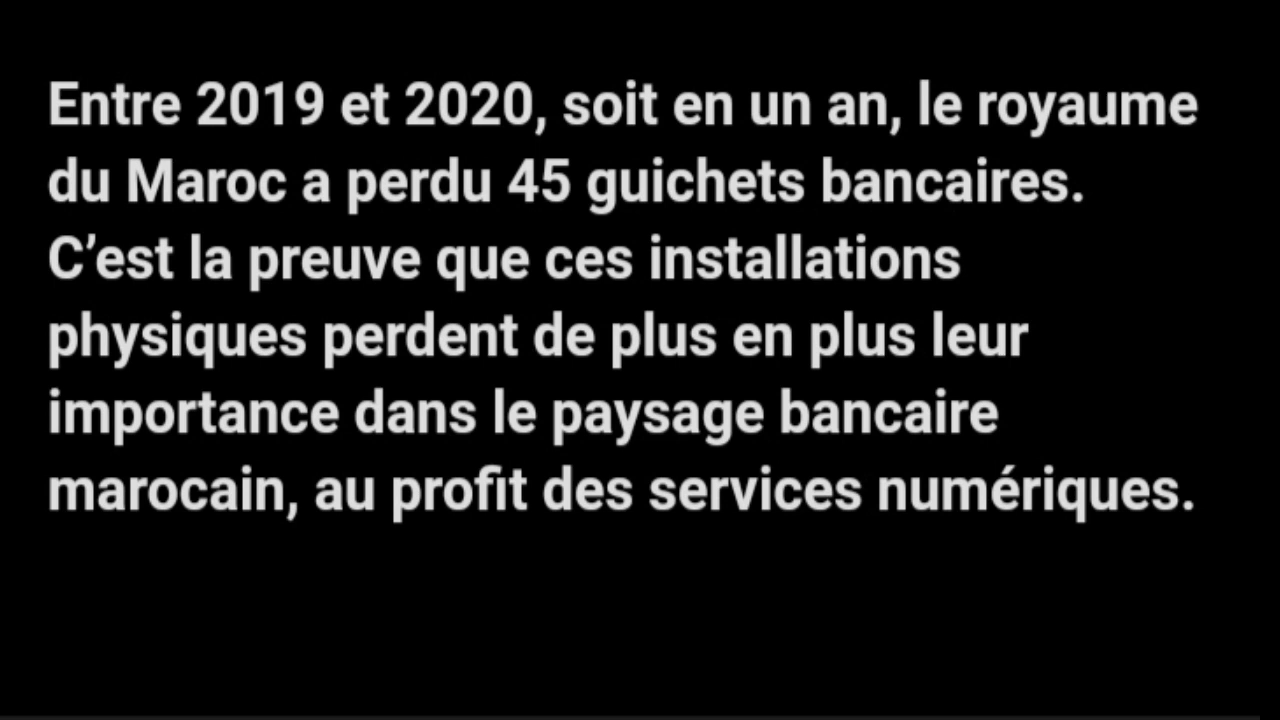 Entre 2019 et 2020, soit en un an, le royaume
du Maroc a perdu 45 guichets bancaires.
C’est la preuve que ces installations
physiques perdent de plus en plus leur
importance dans le paysage bancaire
marocain, au profit des services numériques.